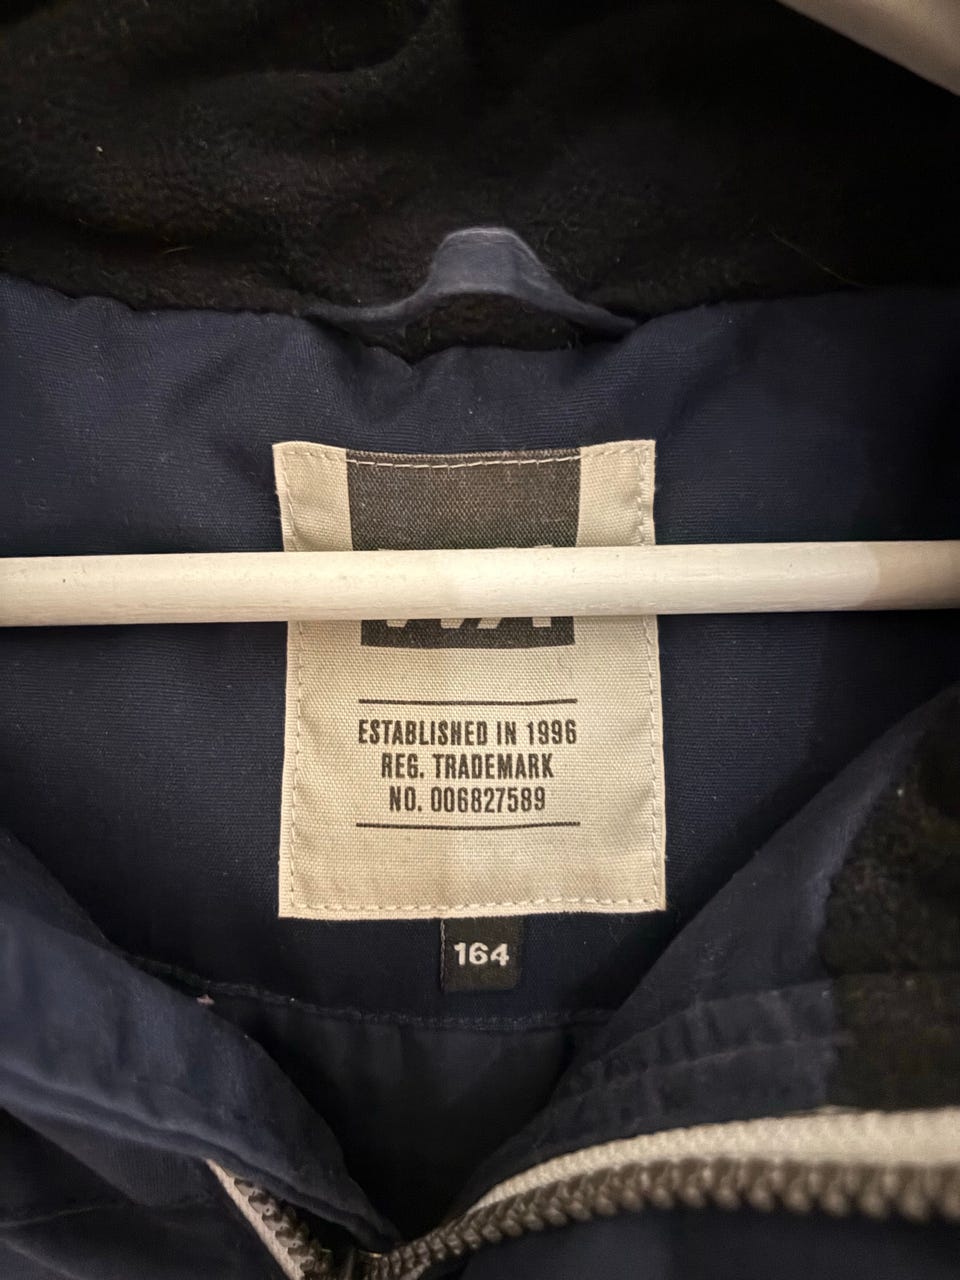 ESTABLISHED IN 1996
REG. TRADEMARK
NO. 006827589
164